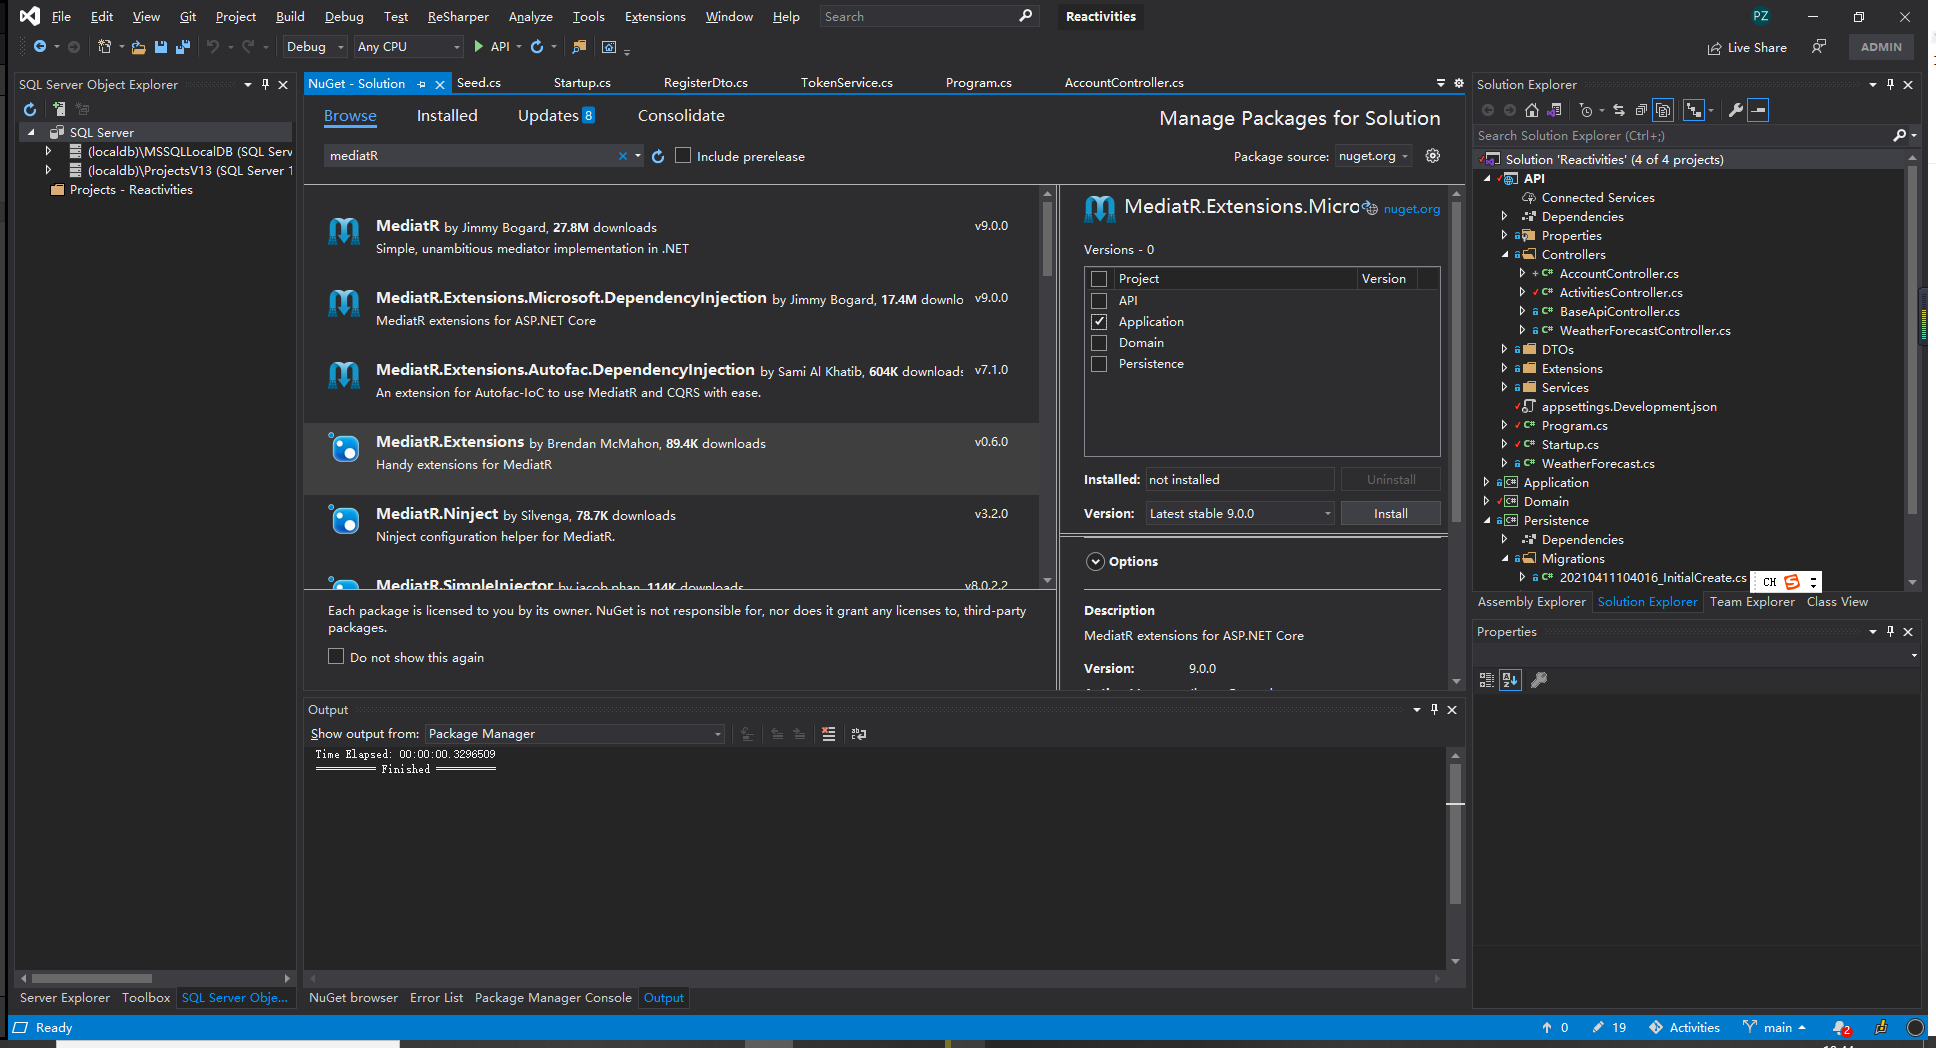 File Edit View Git Project Build Debug Test ReSharper Analyze Tools Extensions Window Help Search Reactivities PZ
Debug Any CPU API Live Share ADMIN
SQL Server Object Explorer
SQL Server
(localdb)\MSSQLLocalDB (SQL Serv
(localdb)\ProjectsV13 (SQL Server 1
Projects - Reactivities
Server Explorer Toolbox SQL Server Obje...
NuGet - Solution Seed.cs Startup.cs RegisterDto.cs TokenService.cs Program.cs AccountController.cs
Browse Installed Updates 8 Consolidate
Manage Packages for Solution
mediatR Include prerelease
Package source: nuget.org
MediatR by Jimmy Bogard, 27.8M downloads v9.0.0
Simple, unambitious mediator implementation in .NET
MediatR.Extensions.Microsoft.DependencyInjection by Jimmy Bogard, 17.4M downlo v9.0.0
MediatR extensions for ASP.NET Core
MediatR.Extensions.Autofac.DependencyInjection by Sami Al Khatib, 604K downloads v7.1.0
An extension for Autofac-IoC to use MediatR and CQRS with ease.
MediatR.Extensions by Brendan McMahon, 89.4K downloads v0.6.0
Handy extensions for MediatR
MediatR.Ninject by Silvenga, 78.7K downloads v3.2.0
Ninject configuration helper for MediatR.
MediatR.SimpleInjector by jacob phan, 114K downloads v8.0.2.2
Each package is licensed to you by its owner. NuGet is not responsible for, nor does it grant any licenses to, third-party
packages.
Do not show this again
MediatR.Extensions.Micro nuget.org
Versions - 0
Project Version
API
Application
Domain
Persistence
Installed: not installed Uninstall
Version: Latest stable 9.0.0 Install
Options
Description
MediatR extensions for ASP.NET Core
Version: 9.0.0
Output
Show output from: Package Manager
Time Elapsed: 00:00:00.3296509
========== Finished ==========
NuGet browser Error List Package Manager Console Output
Solution Explorer
Search Solution Explorer (Ctrl+;)
Solution 'Reactivities' (4 of 4 projects)
API
Connected Services
Dependencies
Properties
Controllers
C# AccountController.cs
C# ActivitiesController.cs
C# BaseApiController.cs
C# WeatherForecastController.cs
DTOs
Extensions
Services
appsettings.Development.json
C# Program.cs
C# Startup.cs
C# WeatherForecast.cs
C# Application
C# Domain
C# Persistence
Dependencies
Migrations
C# 20210411104016_InitialCreate.cs
CH S
Assembly Explorer Solution Explorer Team Explorer Class View
Properties
Ready 0 19 Activities main 2